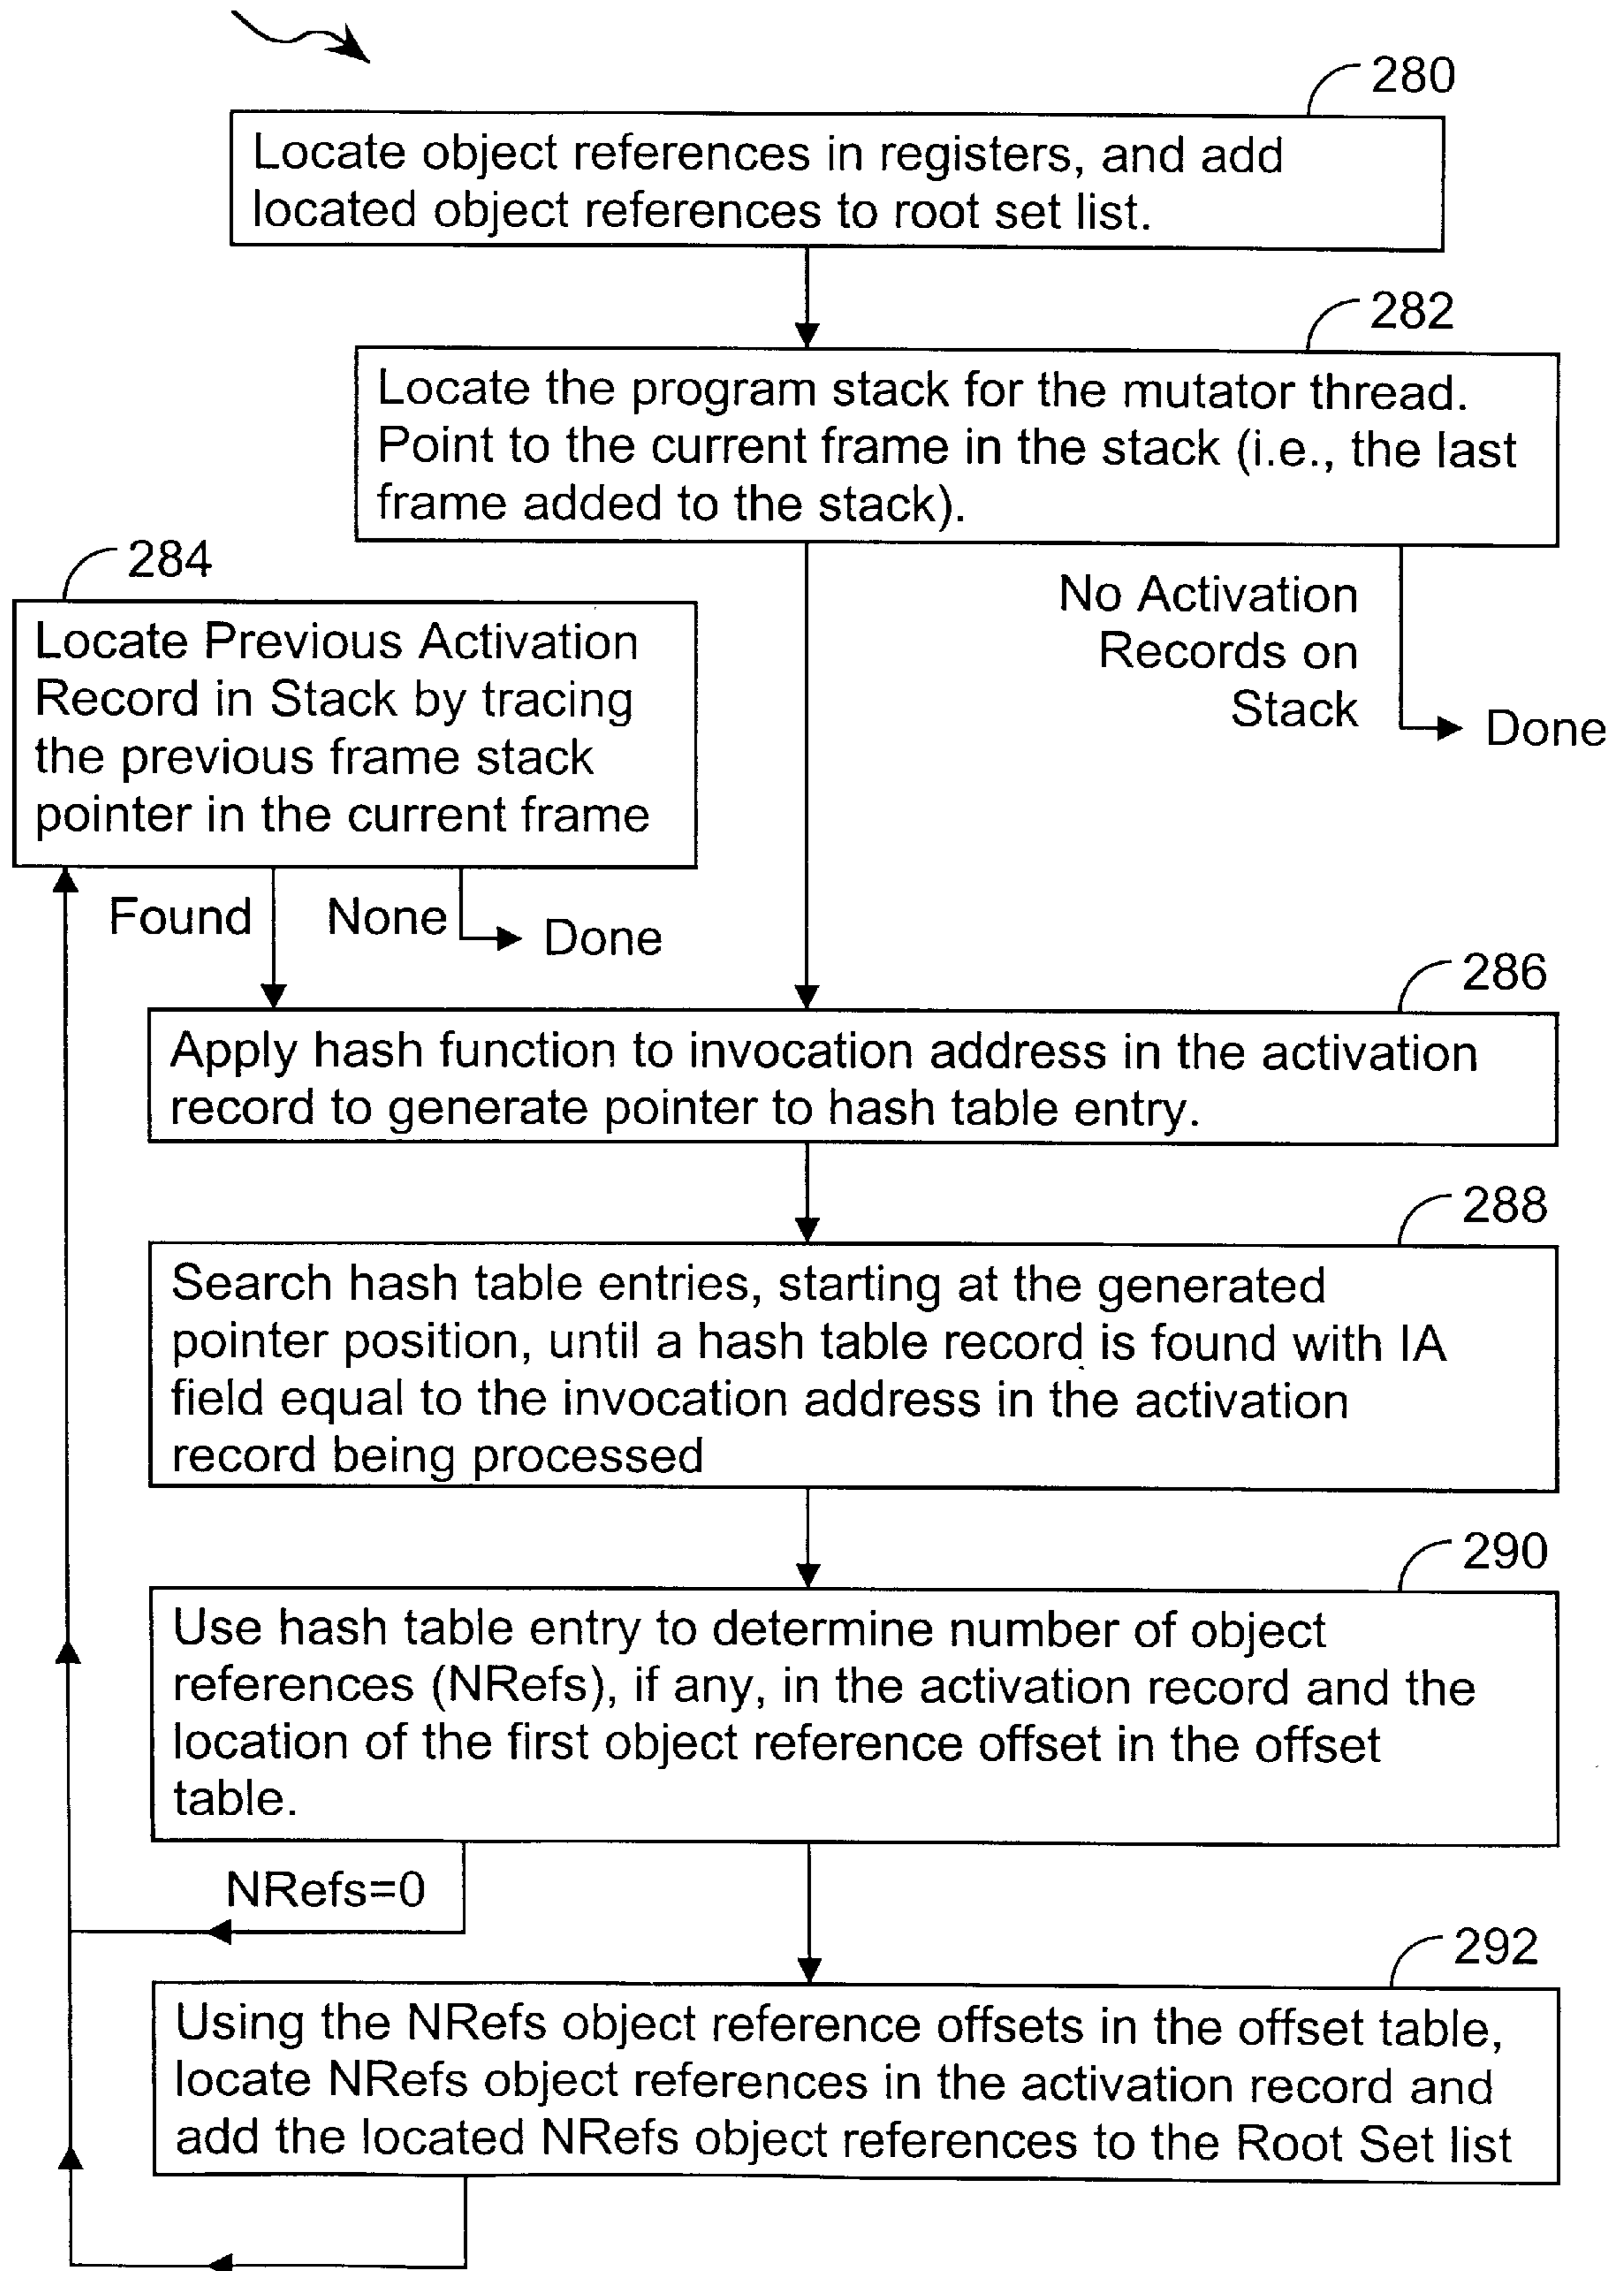 280
Locate object references in registers, and add
located object references to root set list.
282
Locate the program stack for the mutator thread.
Point to the current frame in the stack (i.e., the last
frame added to the stack).
284
Locate Previous Activation
Record in Stack by tracing
the previous frame stack
pointer in the current frame
No Activation
Records on
Stack
Done
Found
None
Done
286
Apply hash function to invocation address in the activation
record to generate pointer to hash table entry.
288
Search hash table entries, starting at the generated
pointer position, until a hash table record is found with IA
field equal to the invocation address in the activation
record being processed
290
Use hash table entry to determine number of object
references (NRefs), if any, in the activation record and the
location of the first object reference offset in the offset
table.
NRefs=0
292
Using the NRefs object reference offsets in the offset table,
locate NRefs object references in the activation record and
add the located NRefs object references to the Root Set list